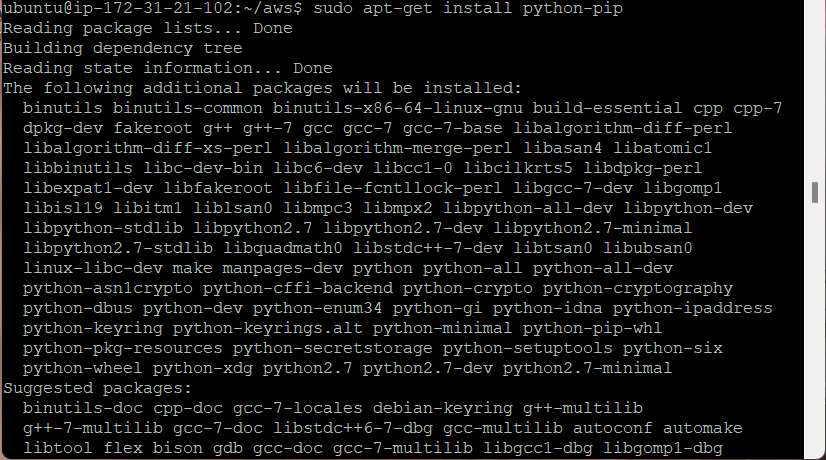 ubuntu@ip-172-31-21-102:~/aws$ sudo apt-get install python-pip
Reading package lists... Done
Building dependency tree
Reading state information... Done
The following additional packages will be installed:
  binutils binutils-common binutils-x86-64-linux-gnu build-essential cpp cpp-7
  dpkg-dev fakeroot g++ g++-7 gcc gcc-7 gcc-7-base libalgorithm-diff-perl
  libalgorithm-diff-xs-perl libalgorithm-merge-perl libasan4 libatomic1
  libbinutils libc-dev-bin libc6-dev libcc1-0 libcilkrts5 libdpkg-perl
  libexpat1-dev libfakeroot libfile-fcntllock-perl libgcc-7-dev libgomp1
  libisl19 libitm1 liblsan0 libmpc3 libmpx2 libpython-all-dev libpython-dev
  libpython-stdlib libpython2.7 libpython2.7-dev libpython2.7-minimal
  libpython2.7-stdlib libquadmath0 libstdc++-7-dev libtsan0 libubsan0
  linux-libc-dev make manpages-dev python python-all python-all-dev
  python-asn1crypto python-cffi-backend python-crypto python-cryptography
  python-dbus python-dev python-enum34 python-gi python-idna python-ipaddress
  python-keyring python-keyrings.alt python-minimal python-pip-whl
  python-pkg-resources python-secretstorage python-setuptools python-six
  python-wheel python-xdg python2.7 python2.7-dev python2.7-minimal
Suggested packages:
  binutils-doc cpp-doc gcc-7-locales debian-keyring g++-multilib
  g++-7-multilib gcc-7-doc libstdc++6-7-dbg gcc-multilib autoconf automake
  libtool flex bison gdb gcc-doc gcc-7-multilib libgcc1-dbg libgomp1-dbg